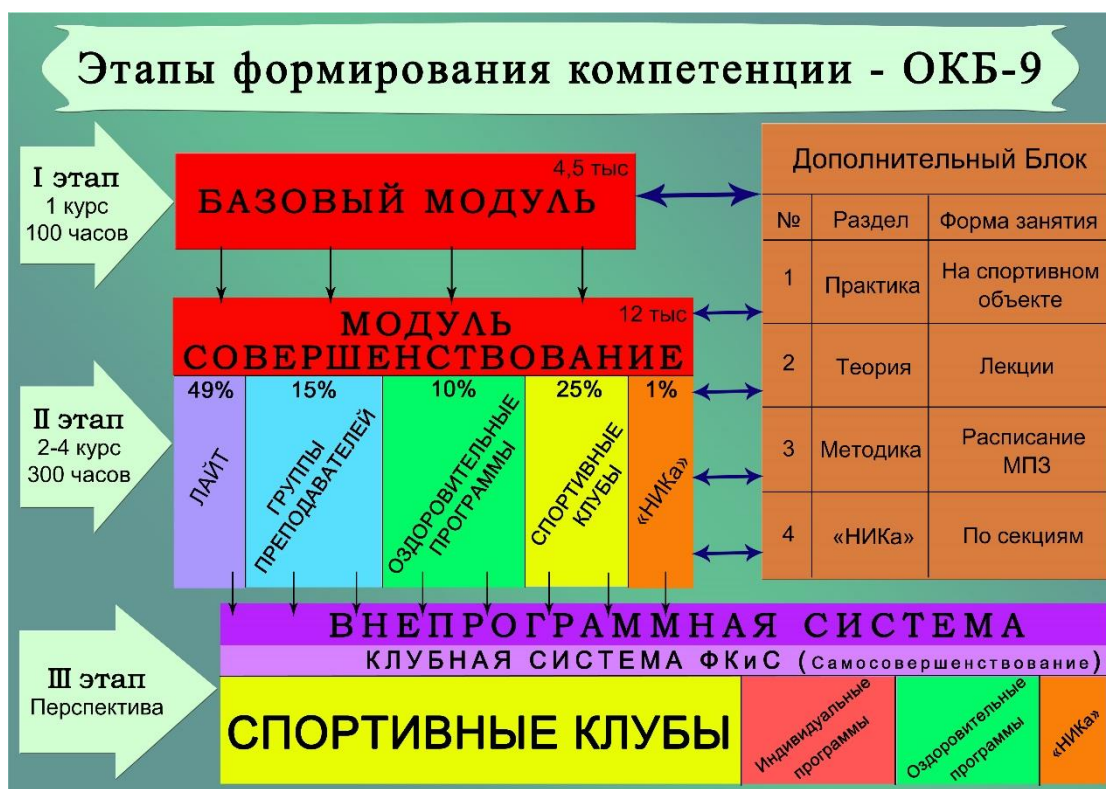 Этапы формирования компетенции - ОКБ-9
I этап
1 курс
100 часов
4,5 тыс
БАЗОВЫЙ МОДУЛЬ
Дополнительный Блок
№ Раздел Форма занятия
1 Практика На спортивном
объекте
2 Теория Лекции
3 Методика Расписание
МПЗ
4 «НИКа» По секциям
II этап
2-4 курс
300 часов
МОДУЛЬ 12 тыс
СОВЕРШЕНСТВОВАНИЕ
49% 15% 10% 25% 1%
ЛАЙТ
ГРУППЫ
ПРЕПОДАВАТЕЛЕЙ
ОЗДОРОВИТЕЛЬНЫЕ
ПРОГРАММЫ
СПОРТИВНЫЕ
КЛУБЫ
«НИКа»
III этап
Перспектива
ВНЕПРОГРАММНАЯ СИСТЕМА
КЛУБНАЯ СИСТЕМА ФКиС (Самосовершенствование)
СПОРТИВНЫЕ КЛУБЫ
Индивидуальные
программы
Оздоровительные
программы
«НИКа»